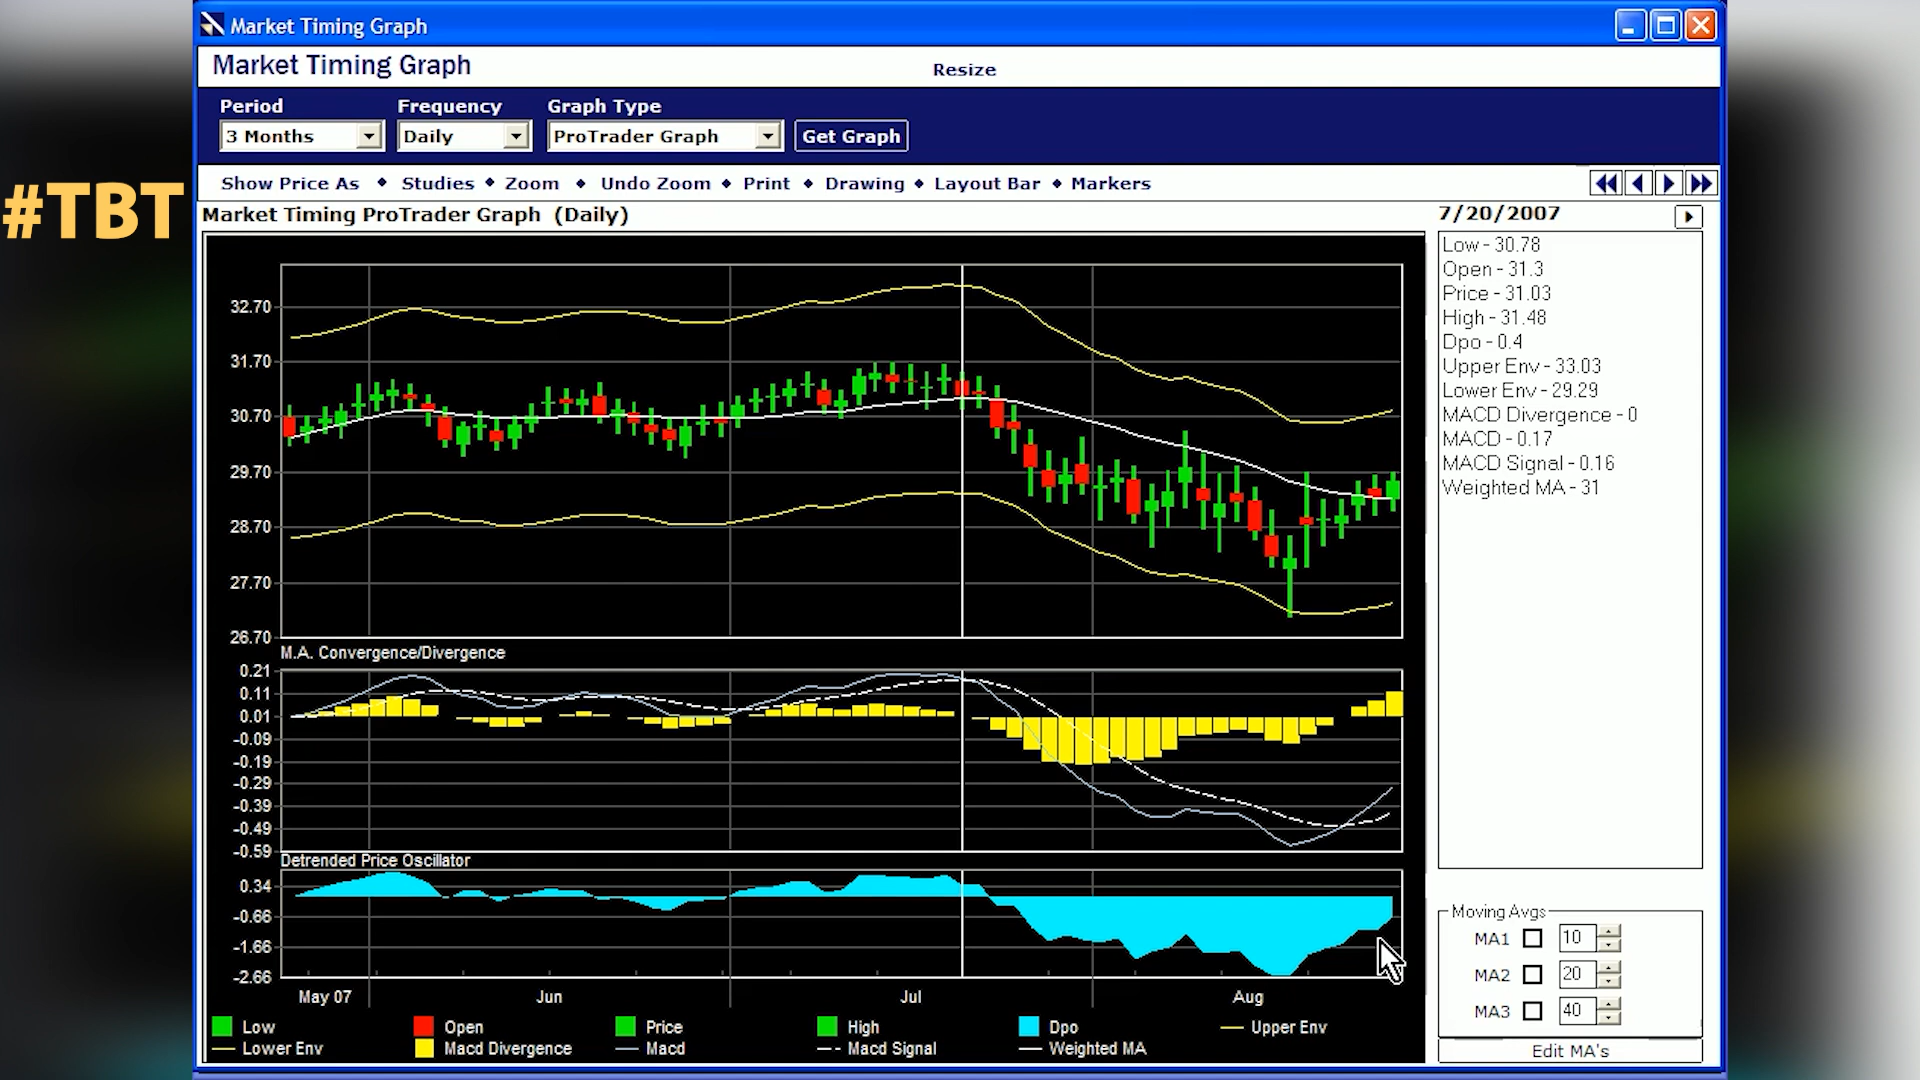 Market Timing Graph
Market Timing Graph
Resize
Period
Frequency
Graph Type
3 Months
Daily
ProTrader Graph
Get Graph
#TBT
Show Price As
Studies
Zoom
Undo Zoom
Print
Drawing
Layout Bar
Markers
Market Timing ProTrader Graph (Daily)
7/20/2007
Low - 30.78
Open - 31.3
Price - 31.03
High - 31.48
Dpo - 0.4
Upper Env - 33.03
Lower Env - 29.29
MACD Divergence - 0
MACD - 0.17
MACD Signal - 0.16
Weighted MA - 31
32.70
31.70
30.70
29.70
28.70
27.70
26.70
M.A. Convergence/Divergence
0.21
0.11
0.01
-0.09
-0.19
-0.29
-0.39
-0.49
-0.59
Detrended Price Oscillator
0.34
-0.66
-1.66
-2.66
May 07
Jun
Jul
Aug
Low
Open
Price
High
Dpo
Upper Env
Lower Env
Macd Divergence
Macd
Macd Signal
Weighted MA
Moving Avgs
MA1
10
MA2
20
MA3
40
Edit MA's